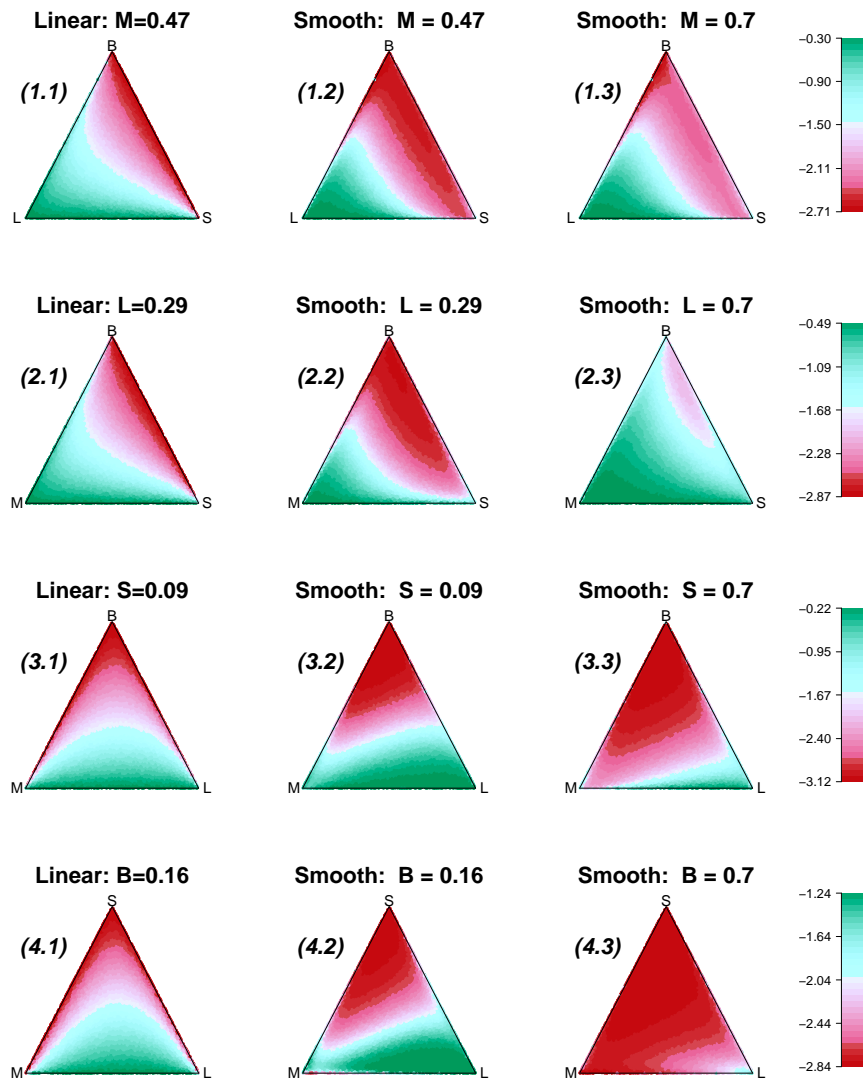 Linear: M=0.47 Smooth: M = 0.47 Smooth: M = 0.7
B B B
(1.1) (1.2) (1.3)
L S L S L S
−0.30
−0.90
−1.50
−2.11
−2.71
Linear: L=0.29 Smooth: L = 0.29 Smooth: L = 0.7
B B B
(2.1) (2.2) (2.3)
M S M S M S
−0.49
−1.09
−1.68
−2.28
−2.87
Linear: S=0.09 Smooth: S = 0.09 Smooth: S = 0.7
B B B
(3.1) (3.2) (3.3)
M L M L M L
−0.22
−0.95
−1.67
−2.40
−3.12
Linear: B=0.16 Smooth: B = 0.16 Smooth: B = 0.7
S S S
(4.1) (4.2) (4.3)
M L M L M L
−1.24
−1.64
−2.04
−2.44
−2.84